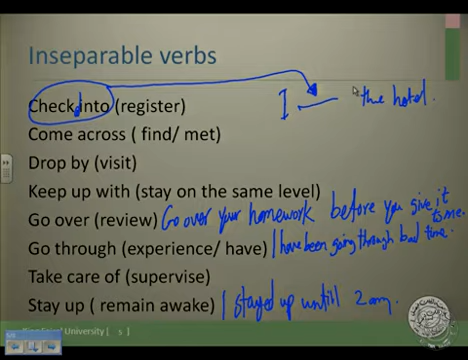 Inseparable verbs
Check into (register) I the hotel.
Come across ( find/ met)
Drop by (visit)
Keep up with (stay on the same level)
Go over (review) Go over your homework before you give it to me.
Go through (experience/ have) I have been going through bad time.
Take care of (supervise)
Stay up ( remain awake) I stayed up untill 2 am.
University [ 5 ]